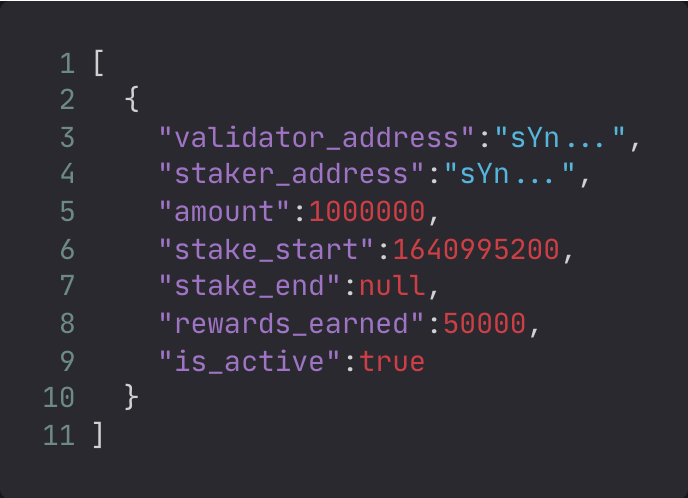 1 [
2   {
3     "validator_address":"sYn...",
4     "staker_address":"sYn...",
5     "amount":1000000,
6     "stake_start":1640995200,
7     "stake_end":null,
8     "rewards_earned":50000,
9     "is_active":true
10   }
11 ]